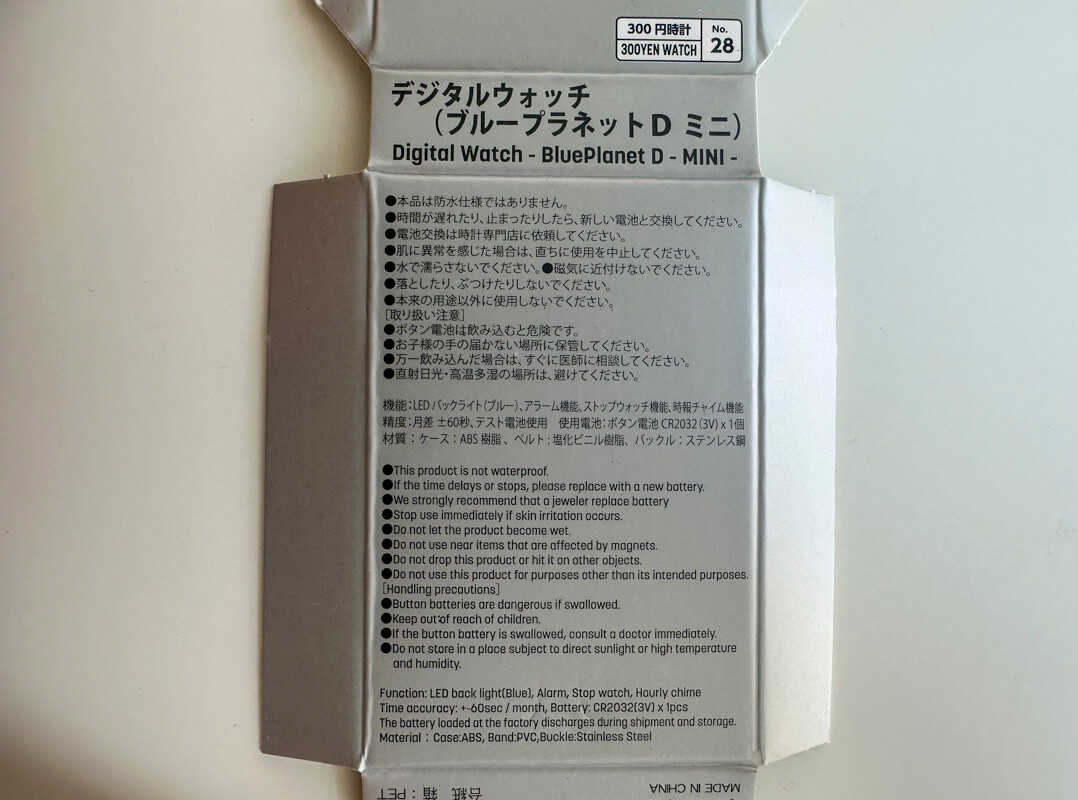 300 円時計
300YEN WATCH
No.
28
デジタルウォッチ
（ブループラネット D ミニ）
Digital Watch - BluePlanet D - MINI -
●本品は防水仕様ではありません。
●時間が遅れたり、止まったりしたら、新しい電池と交換してください。
●電池交換は時計専門店に依頼してください。
●肌に異常を感じた場合は、直ちに使用を中止してください。
●水で濡らさないでください。●磁気に近付けないでください。
●落としたり、ぶつけたりしないでください。
●本来の用途以外に使用しないでください。
［取り扱い注意］
●ボタン電池は飲み込むと危険です。
●お子様の手の届かない場所に保管してください。
●万一飲み込んだ場合は、すぐに医師に相談してください。
●直射日光・高温多湿の場所は、避けてください。
機能：LED バックライト（ブルー）、アラーム機能、ストップウォッチ機能、時報チャイム機能
精度：月差 ±60秒、テスト電池使用　使用電池：ボタン電池 CR2032 (3V) x 1個
材質：ケース：ABS 樹脂、ベルト：塩化ビニル樹脂、バックル：ステンレス鋼
●This product is not waterproof.
●If the time delays or stops, please replace with a new battery.
●We strongly recommend that a jeweler replace battery
●Stop use immediately if skin irritation occurs.
●Do not let the product become wet.
●Do not use near items that are affected by magnets.
●Do not drop this product or hit it on other objects.
●Do not use this product for purposes other than its intended purposes.
[Handling precautions]
●Button batteries are dangerous if swallowed.
●Keep out of reach of children.
●If the button battery is swallowed, consult a doctor immediately.
●Do not store in a place subject to direct sunlight or high temperature
and humidity.
Function: LED back light(Blue), Alarm, Stop watch, Hourly chime
Time accuracy: +-60sec / month, Battery: CR2032(3V) x 1pcs
The battery loaded at the factory discharges during shipment and storage.
Material：Case:ABS, Band:PVC,Buckle:Stainless Steel
MADE IN CHINA
台紙　箱：PET